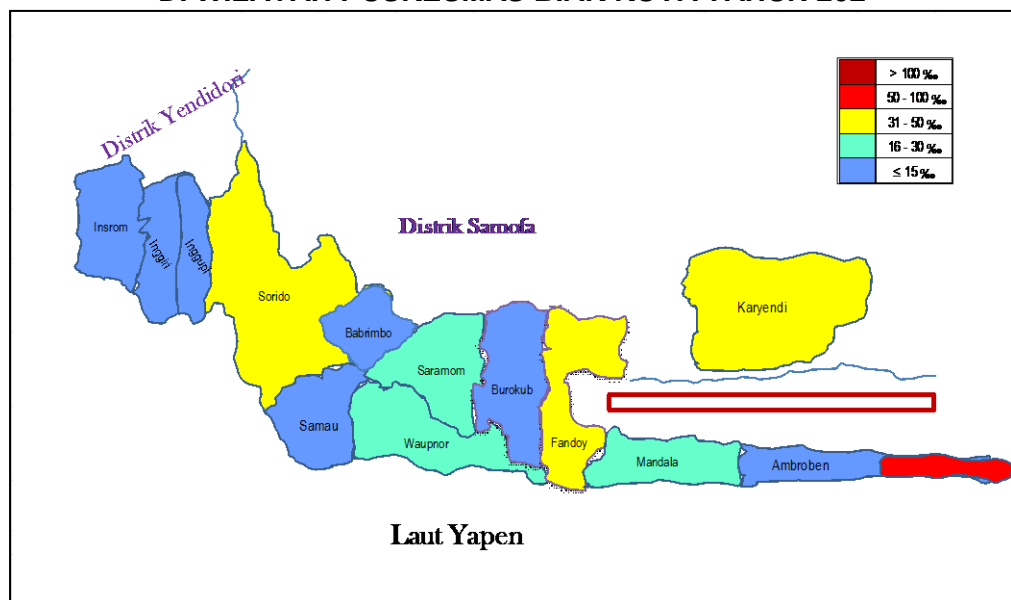 Distrik Yendidori
> 100 ‰
50 - 100 ‰
31 - 50 ‰
16 - 30 ‰
≤ 15 ‰
Insrom
Inggiri
Inggupi
Distrik Samofa
Sorido
Karyendi
Babrimbo
Saramom
Burokub
Samau
Waupnor
Fandoy
Mandala
Ambroben
Laut Yapen